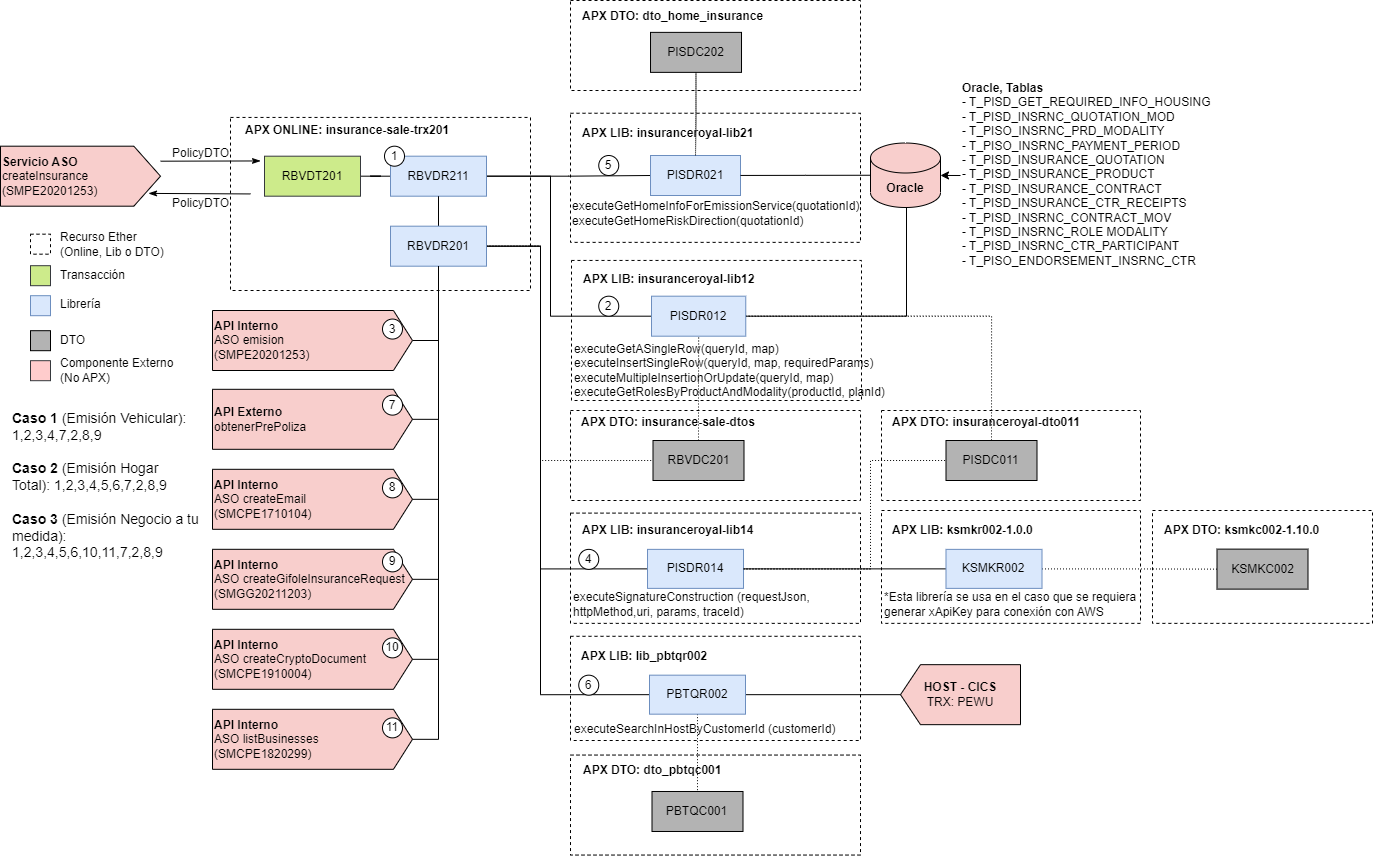 APX DTO: dto_home_insurance
PISDC202
Oracle, Tablas
- T_PISD_GET_REQUIRED_INFO_HOUSING
- T_PISD_INSRNC_QUOTATION_MOD
- T_PISO_INSRNC_PRD_MODALITY
- T_PISO_INSRNC_PAYMENT_PERIOD
- T_PISD_INSURANCE_QUOTATION
- T_PISD_INSURANCE_PRODUCT
- T_PISD_INSURANCE_CONTRACT
- T_PISD_INSURANCE_CTR_RECEIPTS
- T_PISD_INSRNC_CONTRACT_MOV
- T_PISD_INSRNC_ROLE MODALITY
- T_PISD_INSRNC_CTR_PARTICIPANT
- T_PISO_ENDORSEMENT_INSRNC_CTR
Oracle
APX ONLINE: insurance-sale-trx201
APX LIB: insuranceroyal-lib21
PolicyDTO
PolicyDTO
Servicio ASO
createInsurance
(SMPE20201253)
RBVDT201
1
RBVDR211
RBVDR201
5
PISDR021
executeGetHomeInfoForEmissionService(quotationId)
executeGetHomeRiskDirection(quotationId)
Recurso Ether
(Online, Lib o DTO)
Transacción
Librería
DTO
Componente Externo
(No APX)
APX LIB: insuranceroyal-lib12
2
PISDR012
executeGetASingleRow(queryId, map)
executeInsertSingleRow(queryId, map, requiredParams)
executeMultipleInsertionOrUpdate(queryId, map)
executeGetRolesByProductAndModality(productId, planId)
API Interno
ASO emision
(SMPE20201253)
3
API Externo
obtenerPrePoliza
7
API Interno
ASO createEmail
(SMCPE1710104)
8
API Interno
ASO createGifoleInsuranceRequest
(SMGG20211203)
9
API Interno
ASO createCryptoDocument
(SMCPE1910004)
10
API Interno
ASO listBusinesses
(SMCPE1820299)
11
Caso 1 (Emisión Vehicular):
1,2,3,4,7,2,8,9
Caso 2 (Emisión Hogar
Total): 1,2,3,4,5,6,7,2,8,9
Caso 3 (Emisión Negocio a tu
medida):
1,2,3,4,5,6,10,11,7,2,8,9
APX DTO: insurance-sale-dtos
RBVDC201
APX DTO: insuranceroyal-dto011
PISDC011
APX LIB: insuranceroyal-lib14
4
PISDR014
executeSignatureConstruction (requestJson,
httpMethod,uri, params, traceId)
APX LIB: ksmkr002-1.0.0
KSMKR002
*Esta librería se usa en el caso que se requiera
generar xApiKey para conexión con AWS
APX DTO: ksmkc002-1.10.0
KSMKC002
APX LIB: lib_pbtqr002
6
PBTQR002
executeSearchInHostByCustomerId (customerId)
HOST - CICS
TRX: PEWU
APX DTO: dto_pbtqc001
PBTQC001